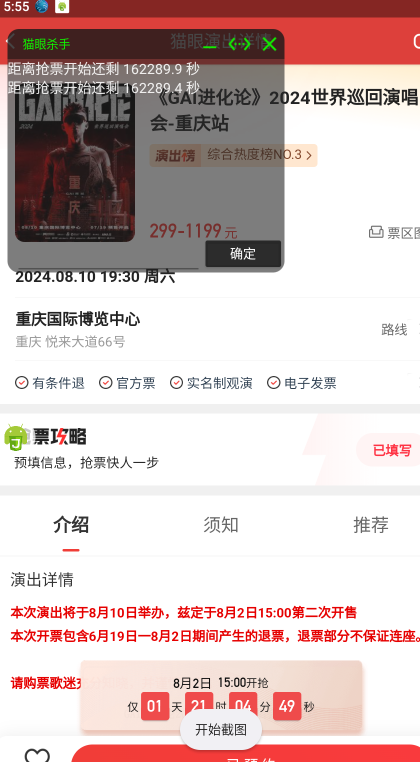 5:55
猫眼杀手
猫眼演出详情
距离抢票开始还剩 162289.9 秒
距离抢票开始还剩 162289.4 秒
《GAI进化论》2024世界巡回演唱
会-重庆站
演出榜 综合热度榜NO.3
299-1199 元
票区图
确定
2024.08.10 19:30 周六
重庆国际博览中心
重庆 悦来大道66号
路线
有条件退 官方票 实名制观演 电子发票
票攻略
预填信息，抢票快人一步
已填写
介绍 须知 推荐
演出详情
本次演出将于8月10日举办，兹定于8月2日15:00第二次开售
本次开票包含6月19日一8月2日期间产生的退票，退票部分不保证连座。
请购票歌迷
8月2日 15:00开抢
仅 01 天 21 时 04 分 49 秒
开始截图
已预约